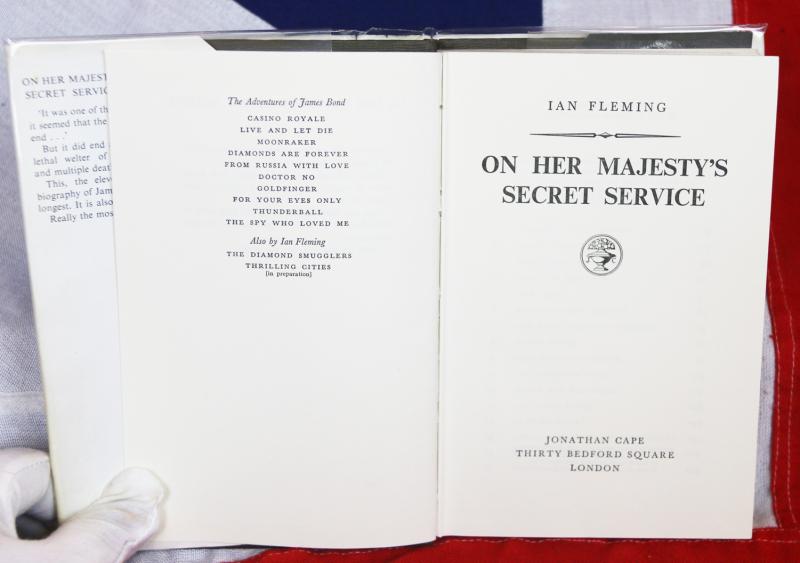 ON HER MAJEST
SECRET SERVIC
'It was one of th
it seemed that the
end . . .'
But it did end
lethal welter of
and multiple deat
This, the elev
biography of Jam
longest. It is also
Really the mos
The Adventures of James Bond
CASINO ROYALE
LIVE AND LET DIE
MOONRAKER
DIAMONDS ARE FOREVER
FROM RUSSIA WITH LOVE
DOCTOR NO
GOLDFINGER
FOR YOUR EYES ONLY
THUNDERBALL
THE SPY WHO LOVED ME
Also by Ian Fleming
THE DIAMOND SMUGGLERS
THRILLING CITIES
[in preparation]
IAN FLEMING
ON HER MAJESTY'S
SECRET SERVICE
J C
JONATHAN CAPE
THIRTY BEDFORD SQUARE
LONDON